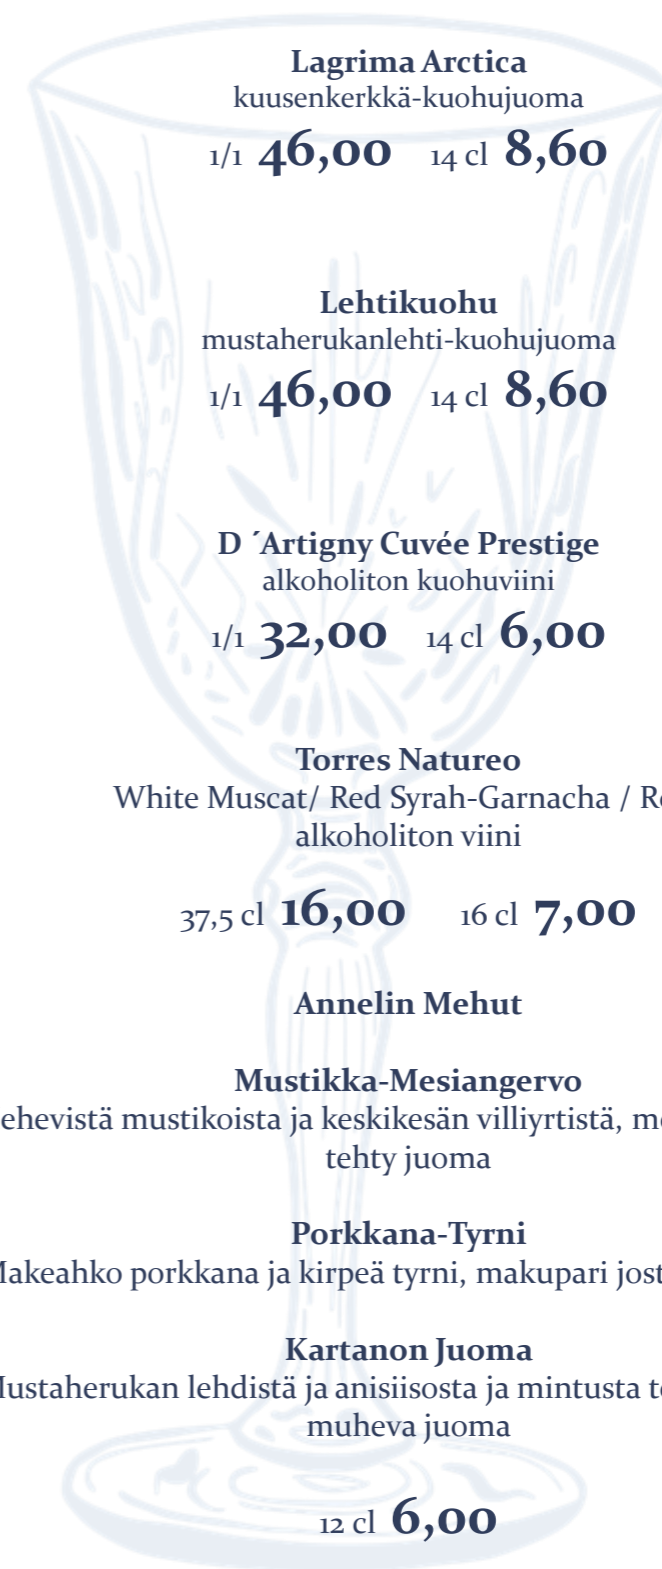 Lagrima Arctica
kuusenkerkkä-kuohujuoma
1/1 46,00 14 cl 8,60
Lehtikuohu
mustaherukanlehti-kuohujuoma
1/1 46,00 14 cl 8,60
D ´Artigny Cuvée Prestige
alkoholiton kuohuviini
1/1 32,00 14 cl 6,00
Torres Natureo
White Muscat/ Red Syrah-Garnacha /
alkoholiton viini
37,5 cl 16,00 16 cl 7,00
Annelin Mehut
Mustikka-Mesiangervo
mustikoista ja keskikesän villiyrtistä,
tehty juoma
Porkkana-Tyrni
Makeahko porkkana ja kirpeä tyrni, makupari
Kartanon Juoma
Mustaherukan lehdistä ja anisiisosta ja mintusta
muheva juoma
12 cl 6,00